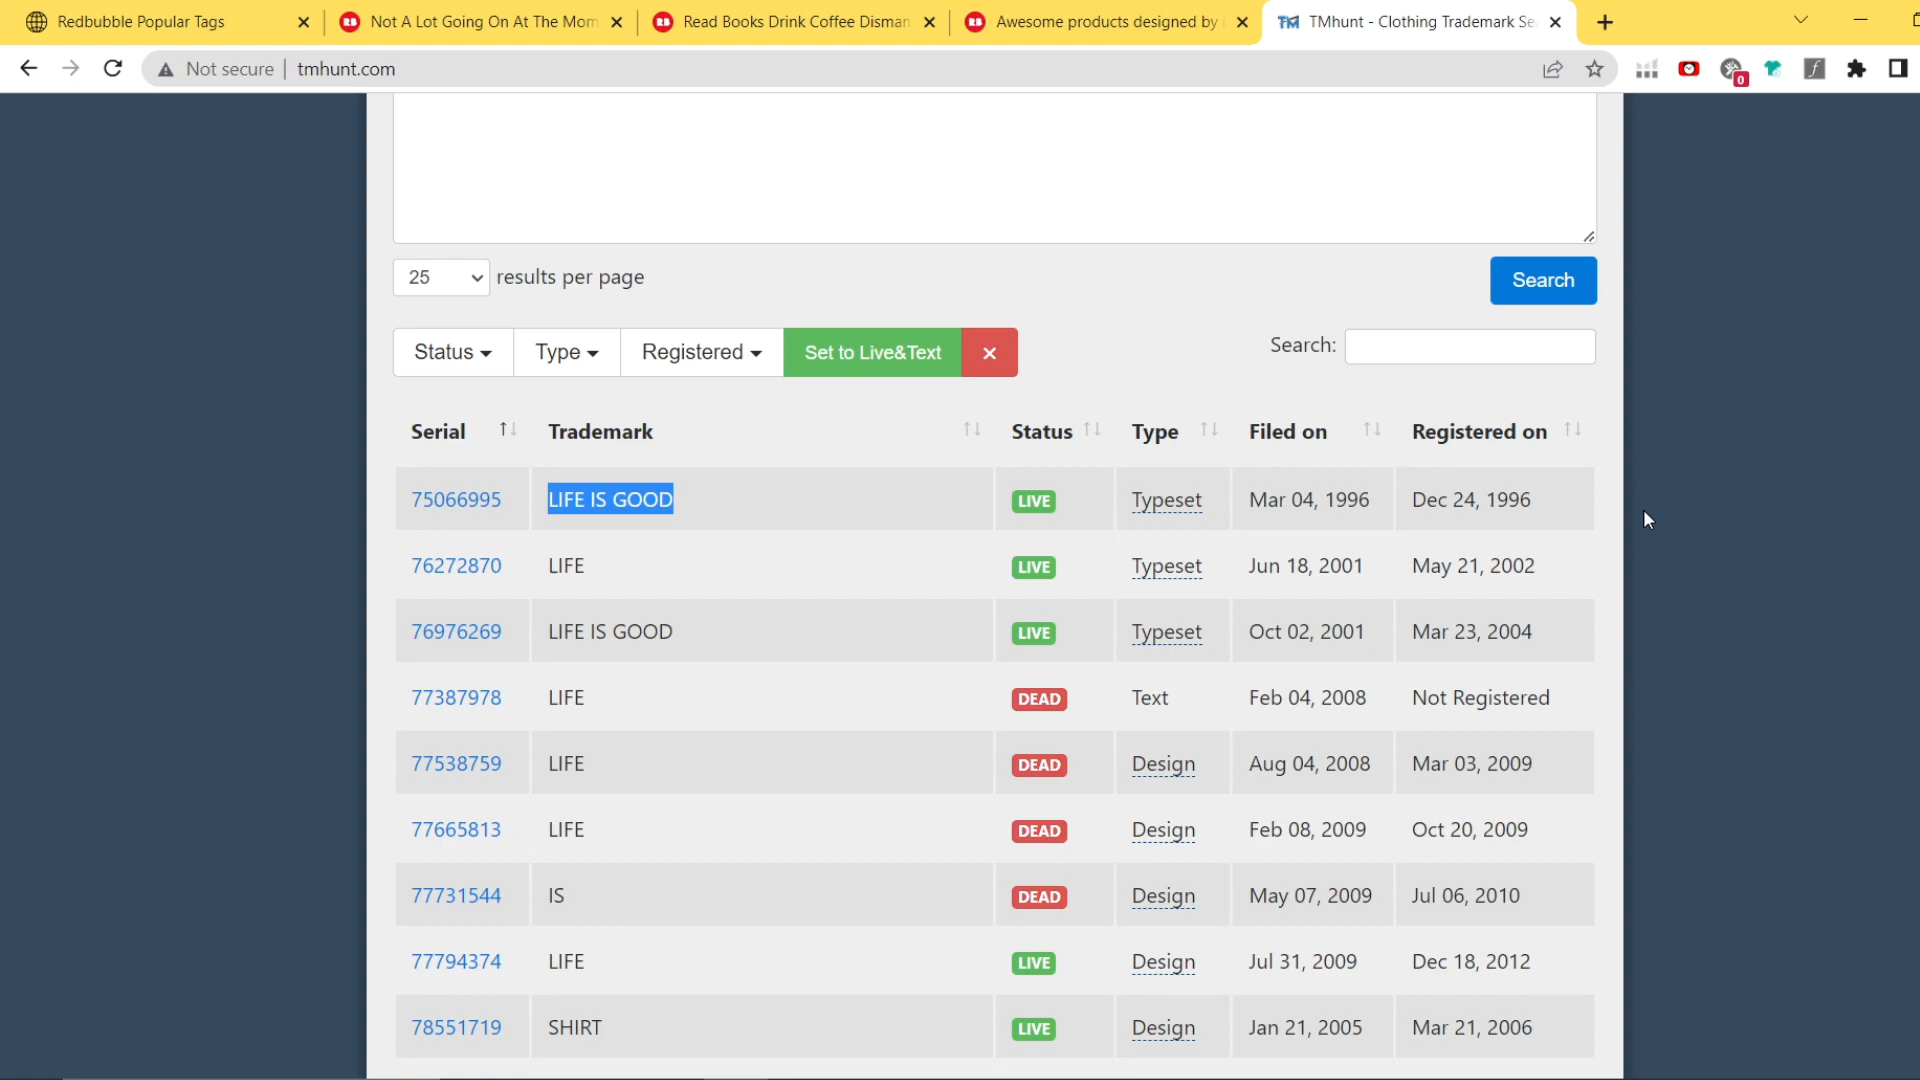 Redbubble Popular Tags
Not A Lot Going On At The Mom
Read Books Drink Coffee Disman
Awesome products designed by
TMhunt - Clothing Trademark Se
Not secure | tmhunt.com
0
25 results per page
Search
Status Type Registered Set to Live&Text ×
Search:
Serial Trademark Status Type Filed on Registered on
75066995 LIFE IS GOOD LIVE Typeset Mar 04, 1996 Dec 24, 1996
76272870 LIFE LIVE Typeset Jun 18, 2001 May 21, 2002
76976269 LIFE IS GOOD LIVE Typeset Oct 02, 2001 Mar 23, 2004
77387978 LIFE DEAD Text Feb 04, 2008 Not Registered
77538759 LIFE DEAD Design Aug 04, 2008 Mar 03, 2009
77665813 LIFE DEAD Design Feb 08, 2009 Oct 20, 2009
77731544 IS DEAD Design May 07, 2009 Jul 06, 2010
77794374 LIFE LIVE Design Jul 31, 2009 Dec 18, 2012
78551719 SHIRT LIVE Design Jan 21, 2005 Mar 21, 2006